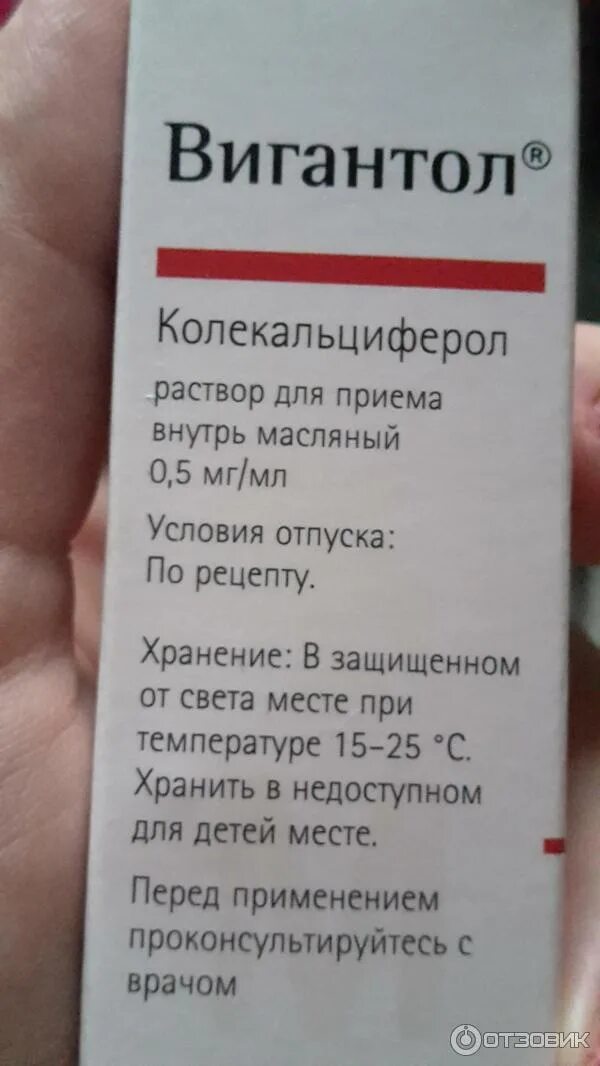 Вигантол®
Колекальциферол
раствор для приема
внутрь масляный
0,5 мг/мл
Условия отпуска:
По рецепту.
Хранение: В защищенном
от света месте при
температуре 15–25 °С.
Хранить в недоступном
для детей месте.
Перед применением
проконсультируйтесь с
врачом
ОТЗОВИК